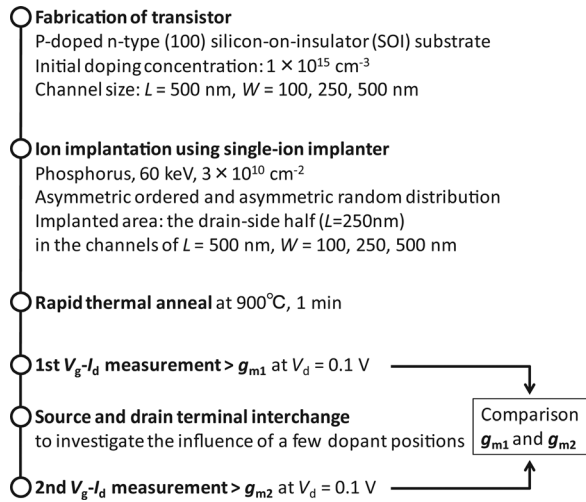 Fabrication of transistor
P-doped n-type (100) silicon-on-insulator (SOI) substrate
Initial doping concentration: 1 × 10¹⁵ cm⁻³
Channel size: L = 500 nm, W = 100, 250, 500 nm
Ion implantation using single-ion implanter
Phosphorus, 60 keV, 3 × 10¹⁰ cm⁻²
Asymmetric ordered and asymmetric random distribution
Implanted area: the drain-side half (L=250nm)
in the channels of L = 500 nm, W = 100, 250, 500 nm
Rapid thermal anneal at 900℃, 1 min
1st Vg-Id measurement > gm1 at Vd = 0.1 V
Source and drain terminal interchange
to investigate the influence of a few dopant positions
2nd Vg-Id measurement > gm2 at Vd = 0.1 V
Comparison
gm1 and gm2